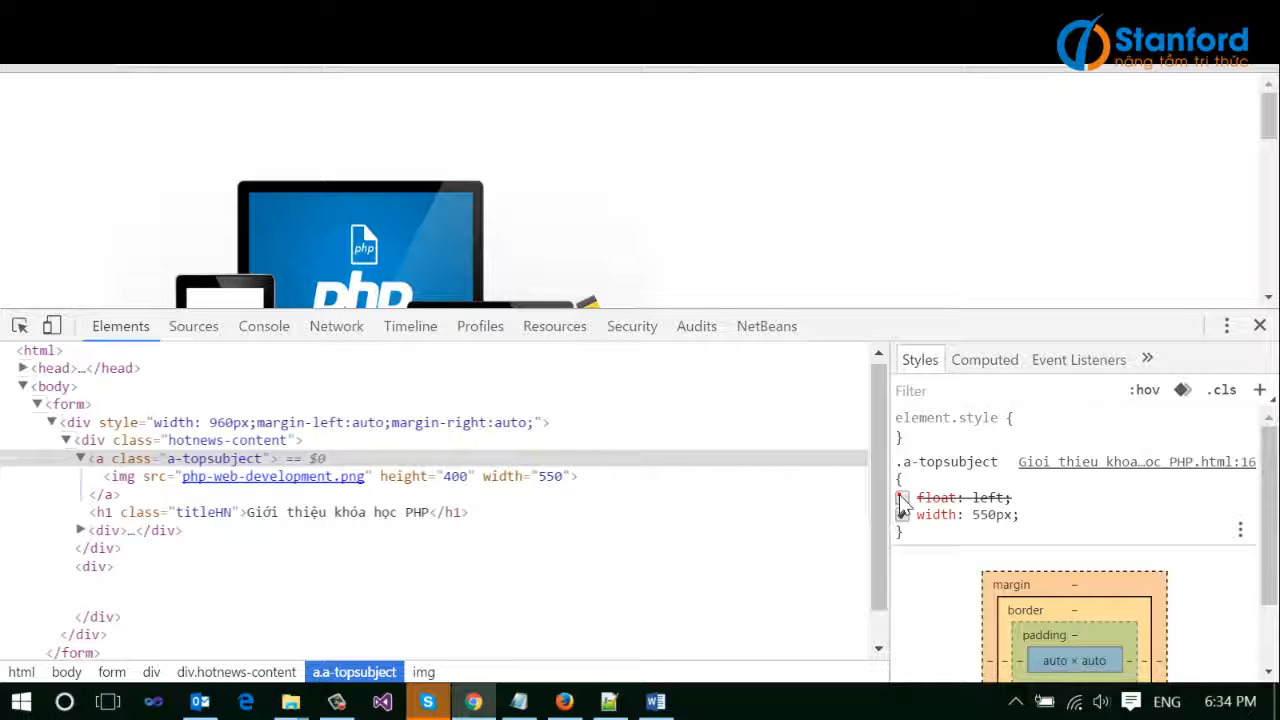 Stanford
nâng tầm tri thức
php
php
Elements Sources Console Network Timeline Profiles Resources Security Audits NetBeans
<html>
<head>…</head>
<body>
<form>
<div style="width: 960px;margin-left:auto;margin-right:auto;">
<div class="hotnews-content">
<a class="a-topsubject"> == $0
<img src="php-web-development.png" height="400" width="550">
</a>
<h1 class="titleHN">Giới thiệu khóa học PHP</h1>
<div>…</div>
</div>
<div>
</div>
</div>
</form>
html body form div div.hotnews-content a.a-topsubject img
Styles Computed Event Listeners »
Filter :hov .cls +
element.style {
}
.a-topsubject Gioi thieu khoa…oc PHP.html:16
{
float: left;
width: 550px;
}
margin –
border –
padding –
– – – auto × auto – – –
ENG 6:34 PM